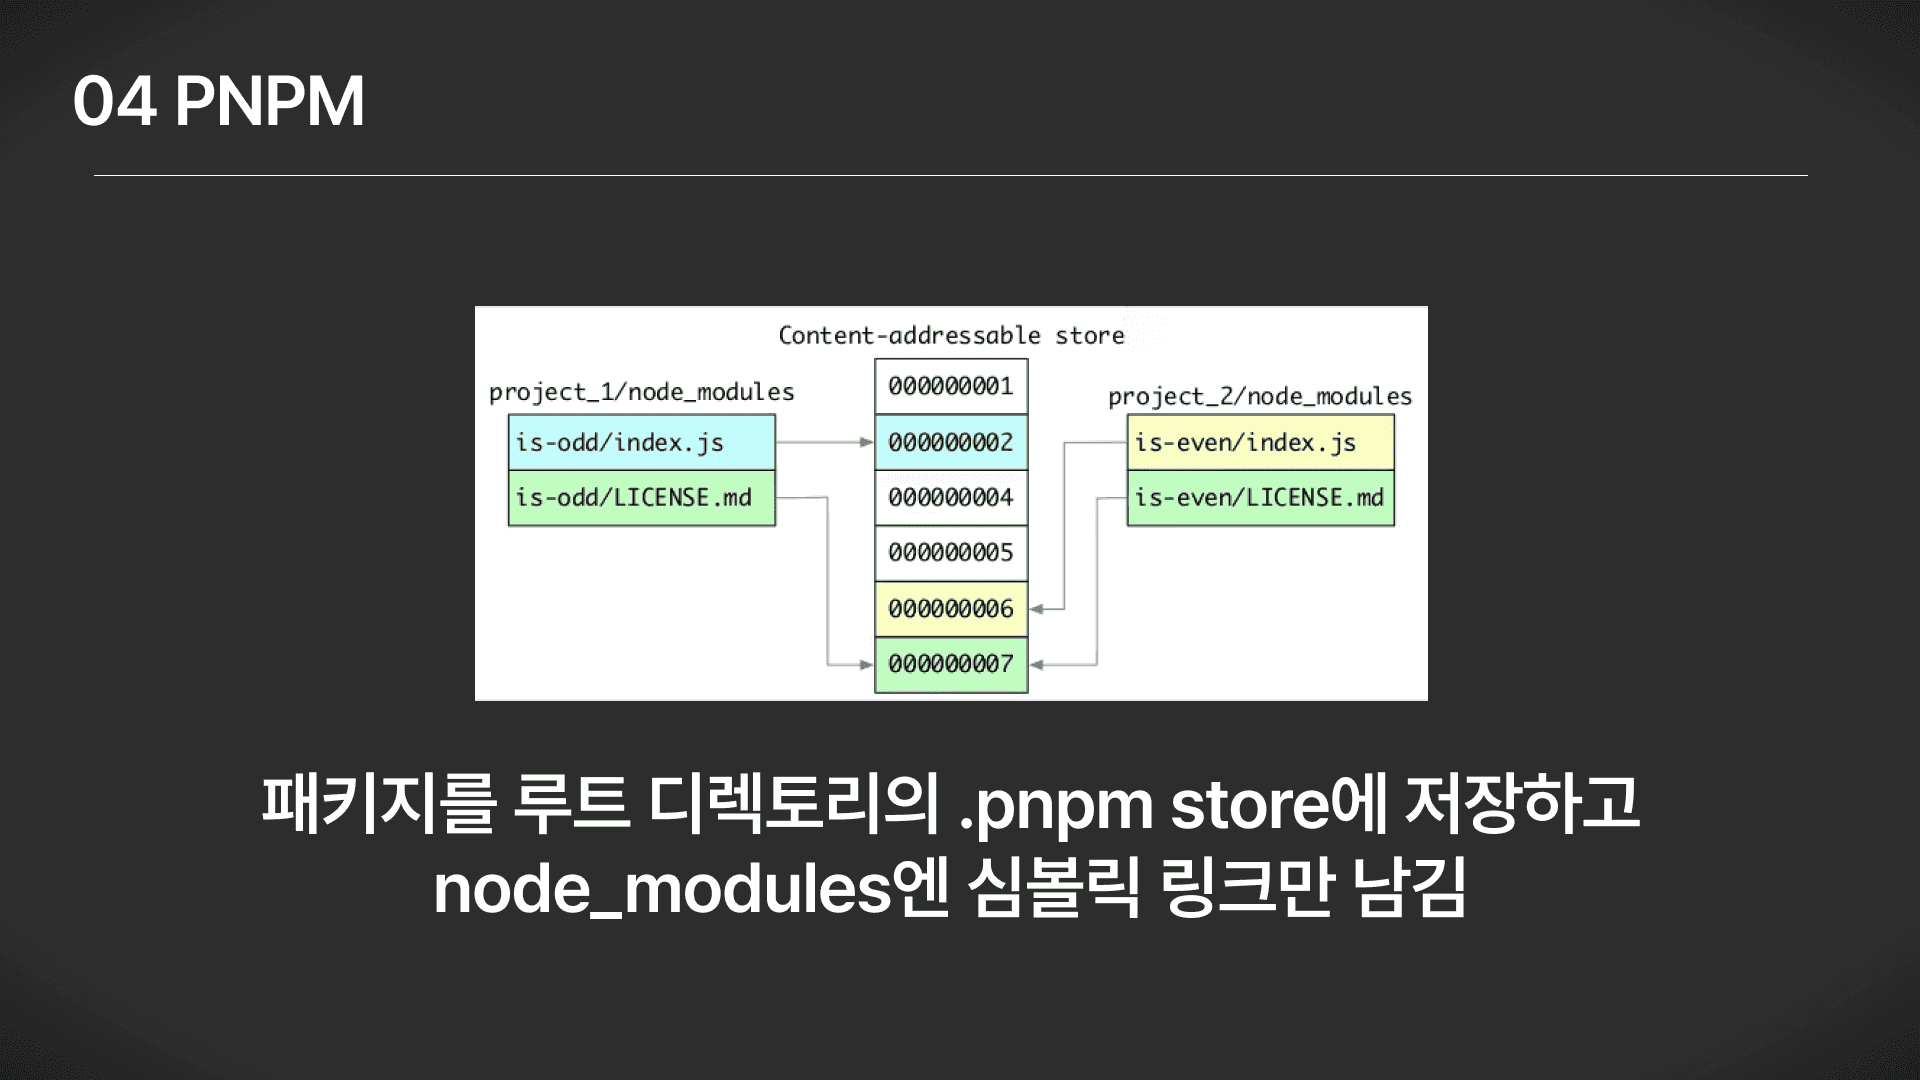 04 PNPM
Content-addressable store
project_1/node_modules
is-odd/index.js
is-odd/LICENSE.md
000000001
000000002
000000004
000000005
000000006
000000007
project_2/node_modules
is-even/index.js
is-even/LICENSE.md
패키지를 루트 디렉토리의 .pnpm store에 저장하고
node_modules엔 심볼릭 링크만 남김